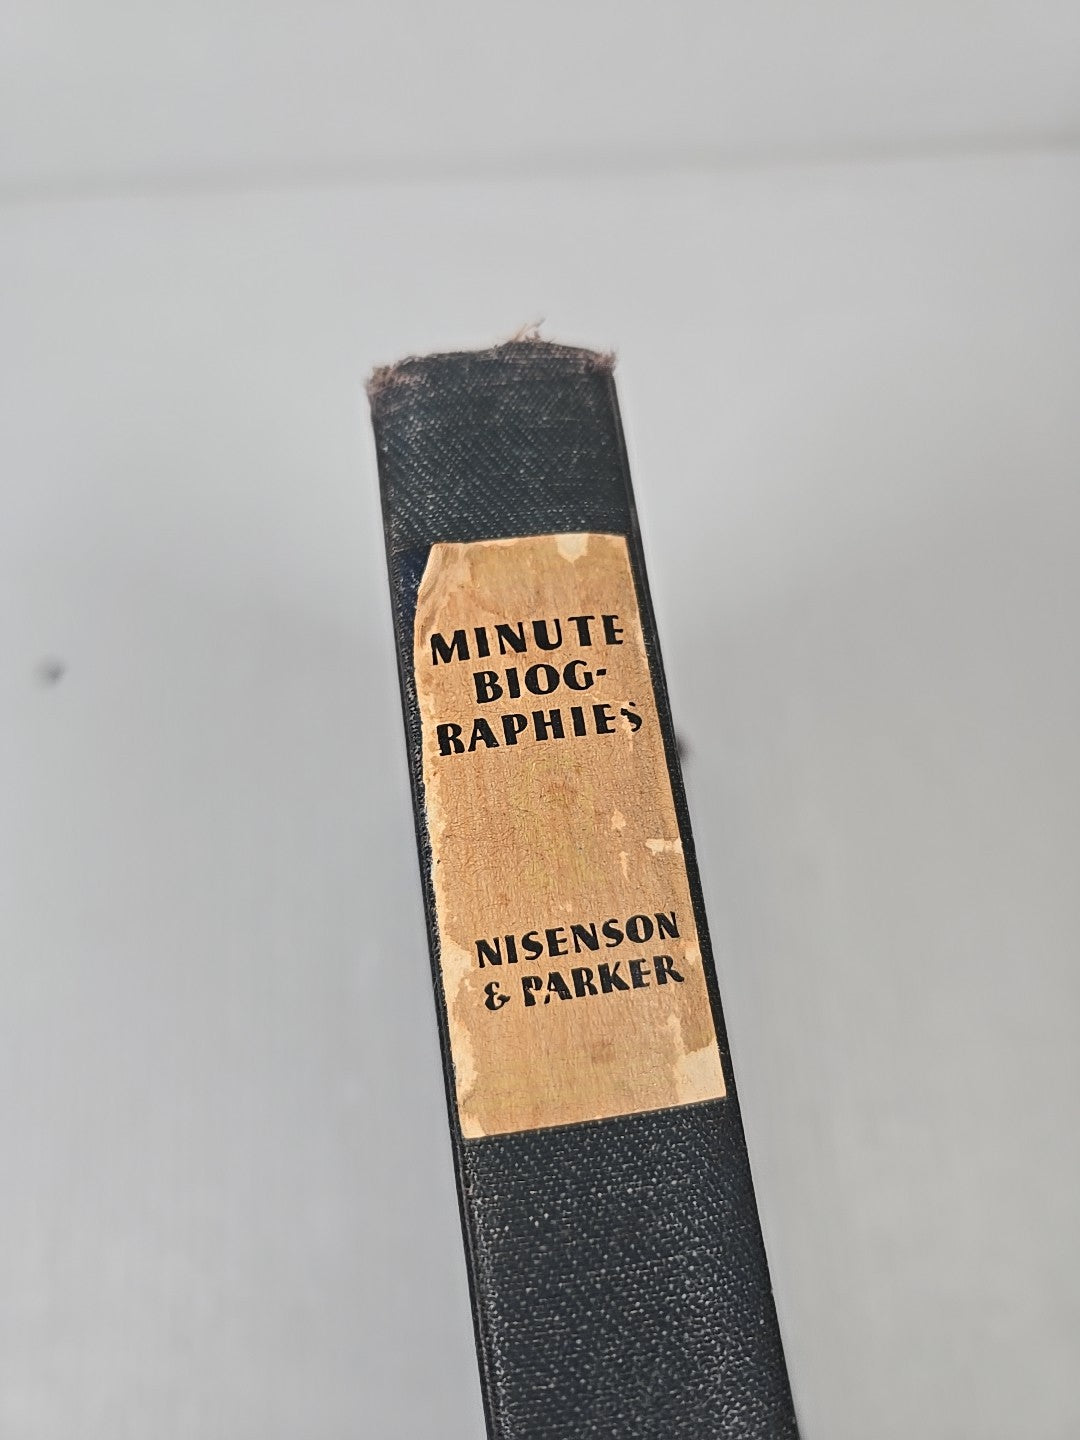 MINUTE
BIOG-
RAPHIES
NISENSON
& PARKER